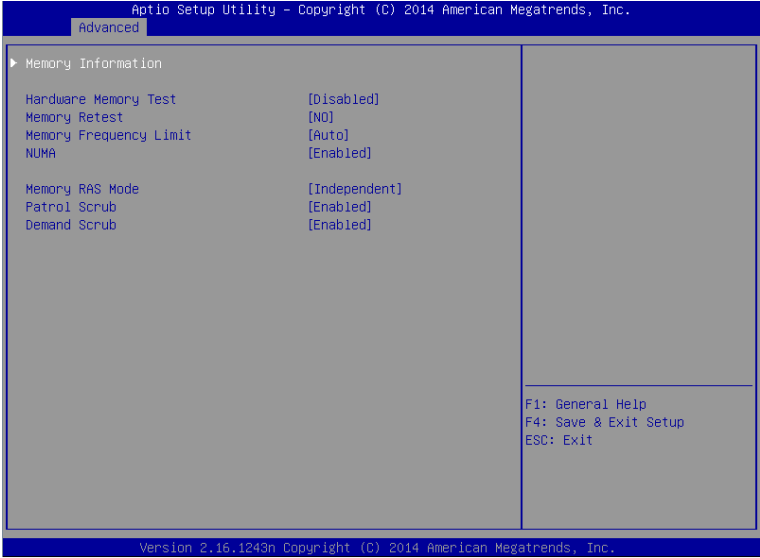 Aptio Setup Utility – Copyright (C) 2014 American Megatrends, Inc.
Advanced
Memory Information
Hardware Memory Test [Disabled]
Memory Retest [NO]
Memory Frequency Limit [Auto]
NUMA [Enabled]
Memory RAS Mode [Independent]
Patrol Scrub [Enabled]
Demand Scrub [Enabled]
F1: General Help
F4: Save & Exit Setup
ESC: Exit
Version 2.16.1243n Copyright (C) 2014 American Megatrends, Inc.